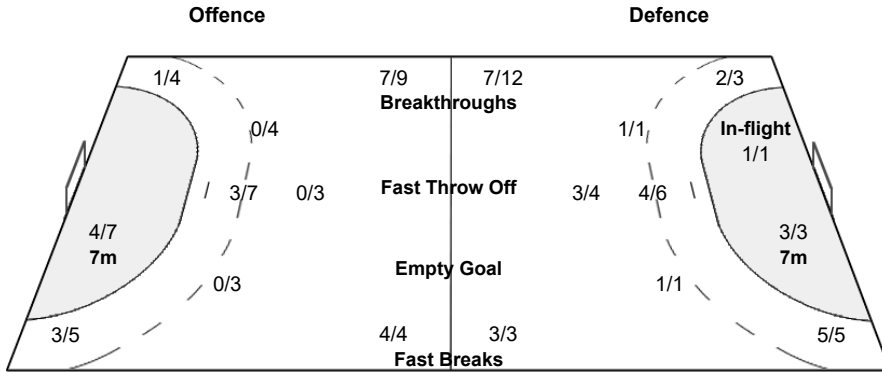 Offence Defence
1/4 7/9 7/12 2/3
Breakthroughs
0/4 1/1 In-flight
1/1
3/7 0/3 Fast Throw Off 3/4 4/6
4/7 3/3
7m 7m
Empty Goal
0/3 1/1
3/5 4/4 3/3 5/5
Fast Breaks